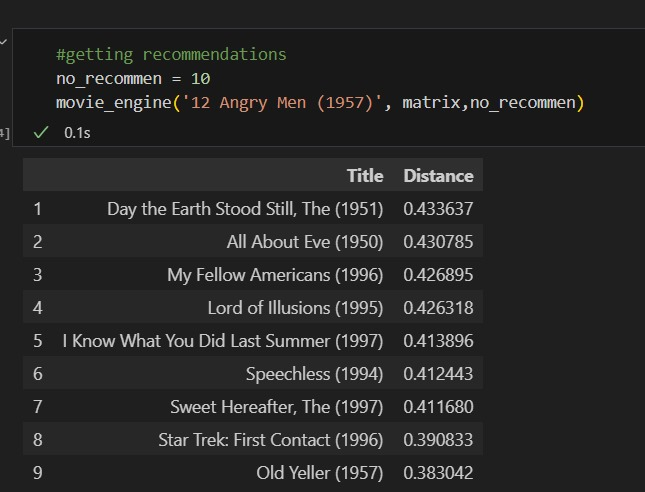 #getting recommendations
no_recommen = 10
movie_engine('12 Angry Men (1957)', matrix,no_recommen)
4]
0.1s
Title Distance
1 Day the Earth Stood Still, The (1951) 0.433637
2 All About Eve (1950) 0.430785
3 My Fellow Americans (1996) 0.426895
4 Lord of Illusions (1995) 0.426318
5 I Know What You Did Last Summer (1997) 0.413896
6 Speechless (1994) 0.412443
7 Sweet Hereafter, The (1997) 0.411680
8 Star Trek: First Contact (1996) 0.390833
9 Old Yeller (1957) 0.383042